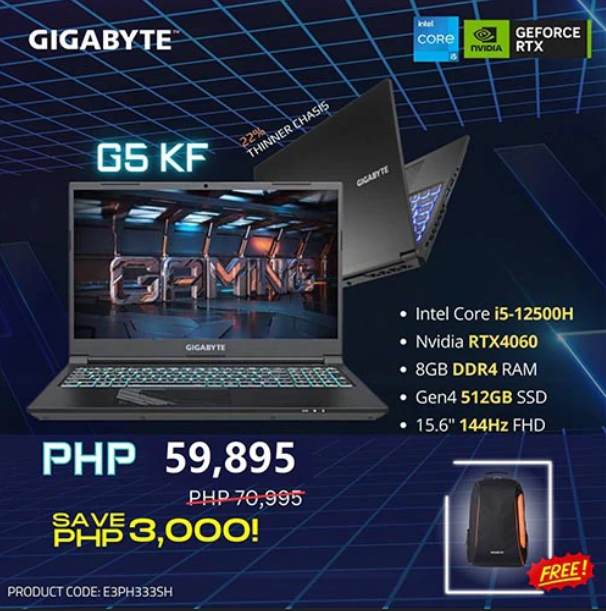 GIGABYTE™
intel CORE i5
NVIDIA
GEFORCE RTX
22% THINNER CHASIS
G5 KF
GIGABYTE
GAMING
GIGABYTE
• Intel Core i5-12500H
• Nvidia RTX4060
• 8GB DDR4 RAM
• Gen4 512GB SSD
• 15.6" 144Hz FHD
PHP 59,895
PHP 70,995
SAVE PHP 3,000!
GIGABYTE
FREE!
PRODUCT CODE: E3PH333SH